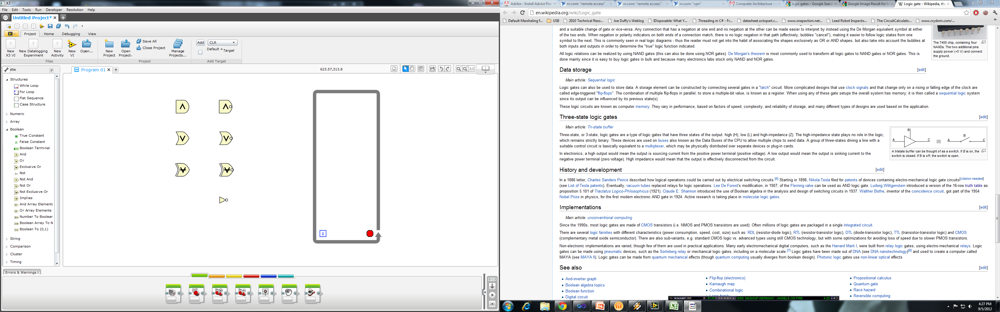 X3
File Edit Tools Run Developer Resolution Help
Untitled Project*
Project Home Debugging View
New X3 VI
New Datalogging Experiment
New Activity
New VI
Open...
Files
New Project
Open Project
Save All
Close Project
Manage Projects...
Project
Add CLR
Default = Target
Add Target
ette
Program 01
623.57,313.8
1:1
Structures
While Loop
For Loop
Flat Sequence
Case Structure
Numeric
Array
Boolean
True Constant
False Constant
Boolean Terminal
And
Or
Exclusive Or
Not
Not And
Not Or
Not Exclusive Or
Implies
And Array Elements
Or Array Elements
Number To Boolean
Boolean Array To N
Boolean To (0,1)
String
Comparison
Cluster
Timing
i
Errors & Warnings
EV3
Adobe - Install Adobe Flas
ni.com: "remote access"
ni.com: "remote access"
ni.com: "vpn"
Computer Architecture - v
logic gates - Google Search
Google Image Result for h
Logic gate - Wikipedia, the
en.wikipedia.org/wiki/Logic_gate
Default Marshaling f... USB 2010 Technical Reso... Joe Duffy's Weblog IDisposable: What Y... Threading in C# - Fr... datasheet.octopart.c... www.snapaction.net... Lead Robot Inspecto... The CircuitCalculato... www.crydom.com/...
and a suitable change of gate or vice-versa. Any connection that has a negation at one end and no negation at the other can be made easier to interpret by instead using the De Morgan equivalent symbol at either
of the two ends. When negation or polarity indicators on both ends of a connection match, there is no logic negation in that path (effectively, bubbles "cancel"), making it easier to follow logic states from one
symbol to the next. This is commonly seen in real logic diagrams - thus the reader must not get into the habit of associating the shapes exclusively as OR or AND shapes, but also take into account the bubbles at
both inputs and outputs in order to determine the "true" logic function indicated.
All logic relations can be realized by using NAND gates (this can also be done using NOR gates). De Morgan's theorem is most commonly used to transform all logic gates to NAND gates or NOR gates. This is
done mainly since it is easy to buy logic gates in bulk and because many electronics labs stock only NAND and NOR gates.
The 7400 chip, containing four
NANDs. The two additional pins
supply power (+5 V) and connect
the ground.
Data storage [edit]
Main article: Sequential logic
Logic gates can also be used to store data. A storage element can be constructed by connecting several gates in a "latch" circuit. More complicated designs that use clock signals and that change only on a rising or falling edge of the clock are
called edge-triggered "flip-flops". The combination of multiple flip-flops in parallel, to store a multiple-bit value, is known as a register. When using any of these gate setups the overall system has memory; it is then called a sequential logic system
since its output can be influenced by its previous state(s).
These logic circuits are known as computer memory. They vary in performance, based on factors of speed, complexity, and reliability of storage, and many different types of designs are used based on the application.
Three-state logic gates [edit]
Main article: Tri-state buffer
Three-state, or 3-state, logic gates are a type of logic gates that have three states of the output: high (H), low (L) and high-impedance (Z). The high-impedance state plays no role in the logic,
which remains strictly binary. These devices are used on buses also known as the Data Buses of the CPU to allow multiple chips to send data. A group of three-states driving a line with a
suitable control circuit is basically equivalent to a multiplexer, which may be physically distributed over separate devices or plug-in cards.
In electronics, a high output would mean the output is sourcing current from the positive power terminal (positive voltage). A low output would mean the output is sinking current to the
negative power terminal (zero voltage). High impedance would mean that the output is effectively disconnected from the circuit.
A B C A B C
A tristate buffer can be thought of as a switch. If B is on, the
switch is closed. If B is off, the switch is open.
History and development [edit]
In a 1886 letter, Charles Sanders Peirce described how logical operations could be carried out by electrical switching circuits.[6] Starting in 1898, Nikola Tesla filed for patents of devices containing electro-mechanical logic gate circuits[citation needed]
(see List of Tesla patents). Eventually, vacuum tubes replaced relays for logic operations. Lee De Forest's modification, in 1907, of the Fleming valve can be used as AND logic gate. Ludwig Wittgenstein introduced a version of the 16-row truth table as
proposition 5.101 of Tractatus Logico-Philosophicus (1921). Claude E. Shannon introduced the use of Boolean algebra in the analysis and design of switching circuits in 1937. Walther Bothe, inventor of the coincidence circuit, got part of the 1954
Nobel Prize in physics, for the first modern electronic AND gate in 1924. Active research is taking place in molecular logic gates.
Implementations [edit]
Main article: unconventional computing
Since the 1990s, most logic gates are made of CMOS transistors (i.e. NMOS and PMOS transistors are used). Often millions of logic gates are packaged in a single integrated circuit.
There are several logic families with different characteristics (power consumption, speed, cost, size) such as: RDL (resistor-diode logic), RTL (resistor-transistor logic), DTL (diode-transistor logic), TTL (transistor-transistor logic) and CMOS
(complementary metal oxide semiconductor). There are also sub-variants, e.g. standard CMOS logic vs. advanced types using still CMOS technology, but with some optimizations for avoiding loss of speed due to slower PMOS transistors.
Non-electronic implementations are varied, though few of them are used in practical applications. Many early electromechanical digital computers, such as the Harvard Mark I, were built from relay logic gates, using electro-mechanical relays. Logic
gates can be made using pneumatic devices, such as the Sorteberg relay or mechanical logic gates, including on a molecular scale.[7] Logic gates have been made out of DNA (see DNA nanotechnology)[8] and used to create a computer called
MAYA (see MAYA II). Logic gates can be made from quantum mechanical effects (though quantum computing usually diverges from boolean design). Photonic logic gates use non-linear optical effects
See also [edit]
And-inverter graph
Boolean algebra topics
Boolean function
Digital circuit
Flip-flop (electronics)
Karnaugh map
Combinational logic
Logic family
Propositional calculus
Quantum gate
Race hazard
Reversible computing
WINAMP 1059. MASHUP-GERMANY - ANGELS ON FIRE 4:25
4:27 PM
9/5/2012